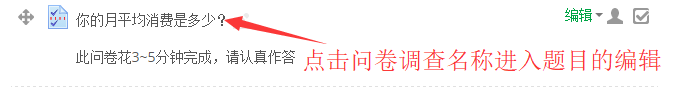 你的月平均消费是多少? 编辑
此问卷花3~5分钟完成，请认真作答 点击问卷调查名称进入题目的编辑